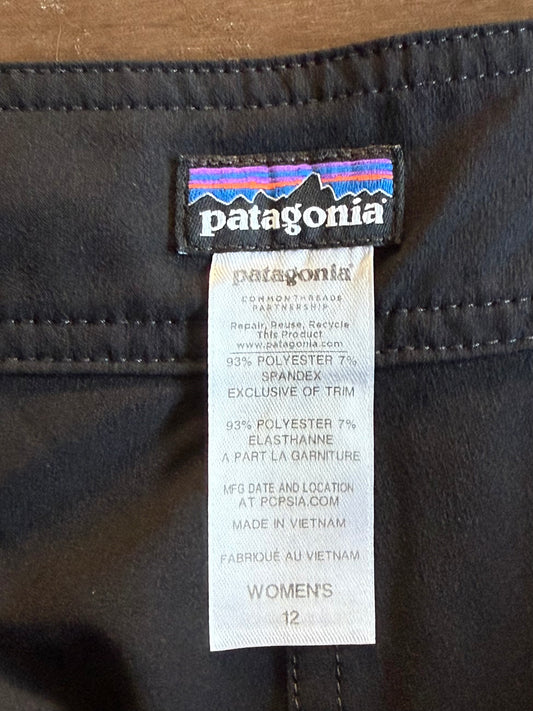 patagonia
patagonia
COMMON THREADS
PARTNERSHIP
Repair, Reuse, Recycle
This Product
www.patagonia.com
93% POLYESTER 7%
SPANDEX
EXCLUSIVE OF TRIM
93% POLYESTER 7%
ELASTHANNE
A PART LA GARNITURE
MFG DATE AND LOCATION
AT PCPSIA.COM
MADE IN VIETNAM
FABRIQUÉ AU VIETNAM
WOMEN'S
12